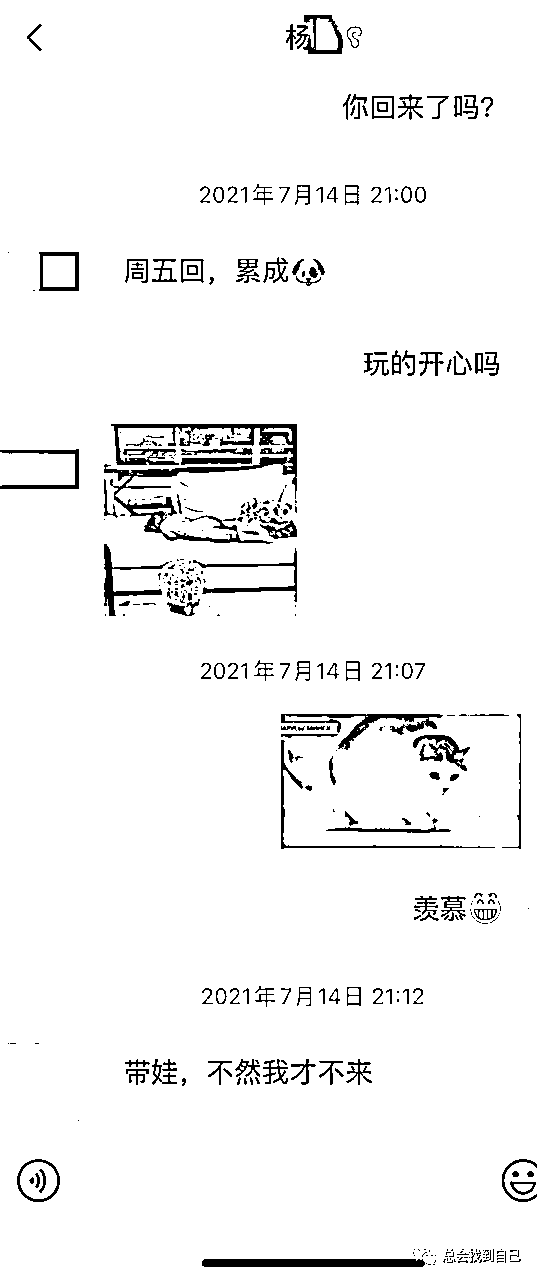 杨
你回来了吗?
2021年7月14日 21:00
周五回，累成🐶
玩的开心吗
2021年7月14日 21:07
羡慕😁
2021年7月14日 21:12
带娃，不然我才不来
总会找到自己